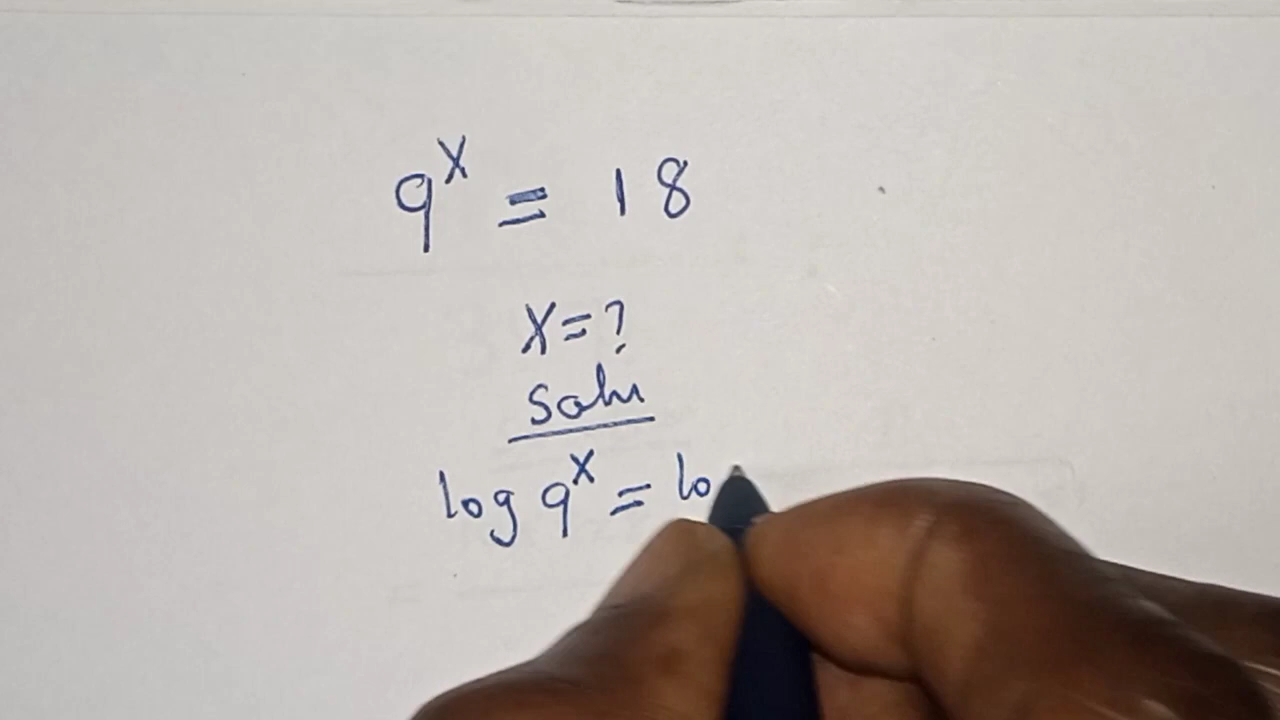 9^x = 18
x = ?
Soln
log 9^x = lo